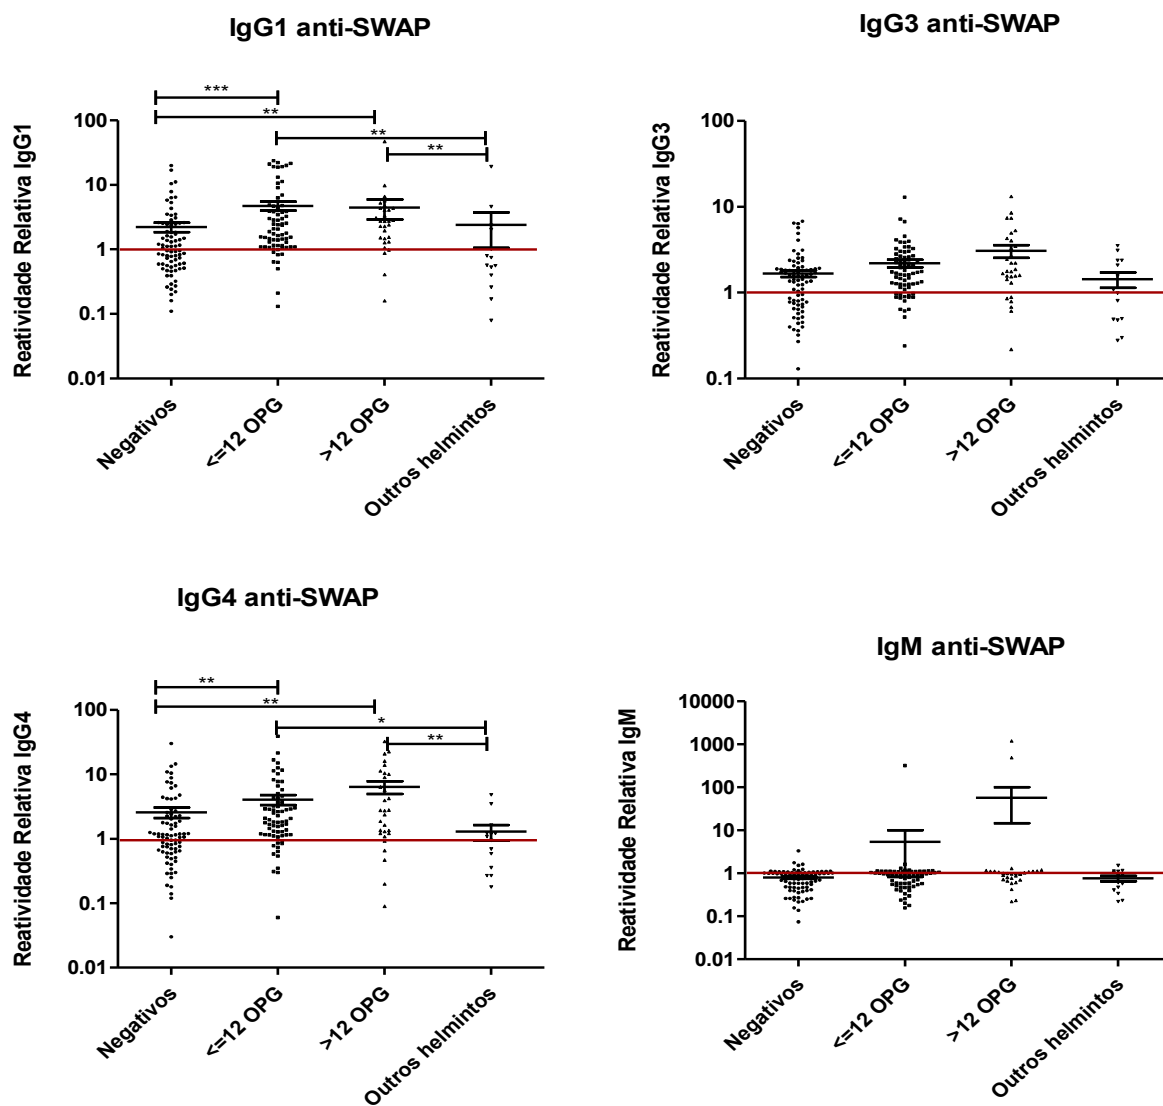 IgG1 anti-SWAP
Reatividade Relativa IgG1
100
10
1
0.1
0.01
***
**
**
**
Negativos
<=12 OPG
>12 OPG
Outros helmintos
IgG3 anti-SWAP
Reatividade Relativa IgG3
100
10
1
0.1
Negativos
<=12 OPG
>12 OPG
Outros helmintos
IgG4 anti-SWAP
Reatividade Relativa IgG4
100
10
1
0.1
0.01
**
**
*
**
Negativos
<=12 OPG
>12 OPG
Outros helmintos
IgM anti-SWAP
Reatividade Relativa IgM
10000
1000
100
10
1
0.1
0.01
Negativos
<=12 OPG
>12 OPG
Outros helmintos